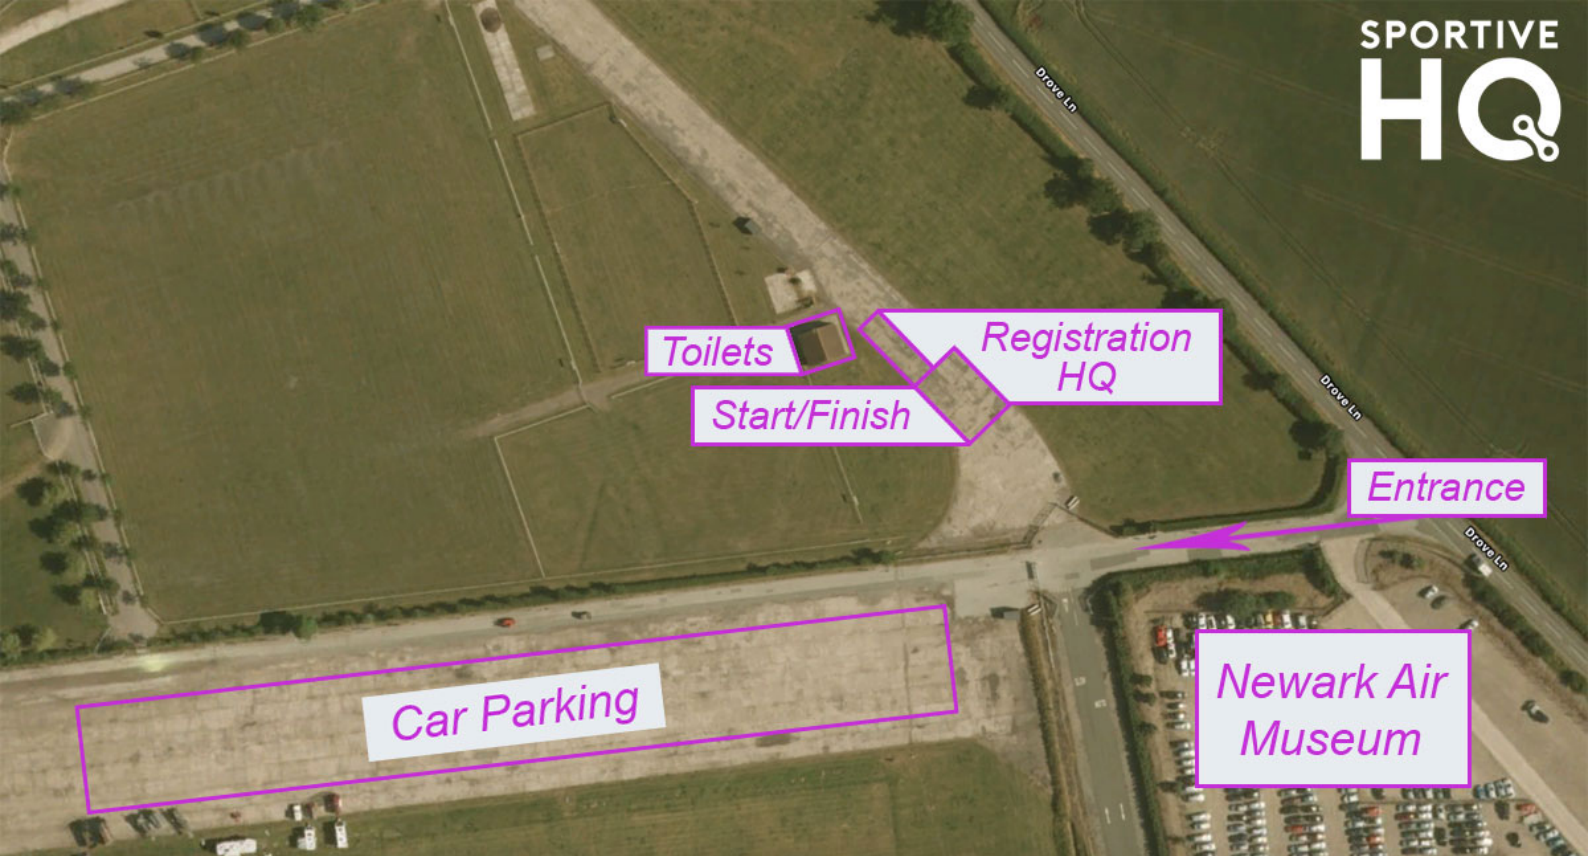 SPORTIVE
HQ
Drove Ln
Toilets
Registration
HQ
Start/Finish
Drove Ln
Entrance
Drove Ln
Car Parking
Newark Air
Museum